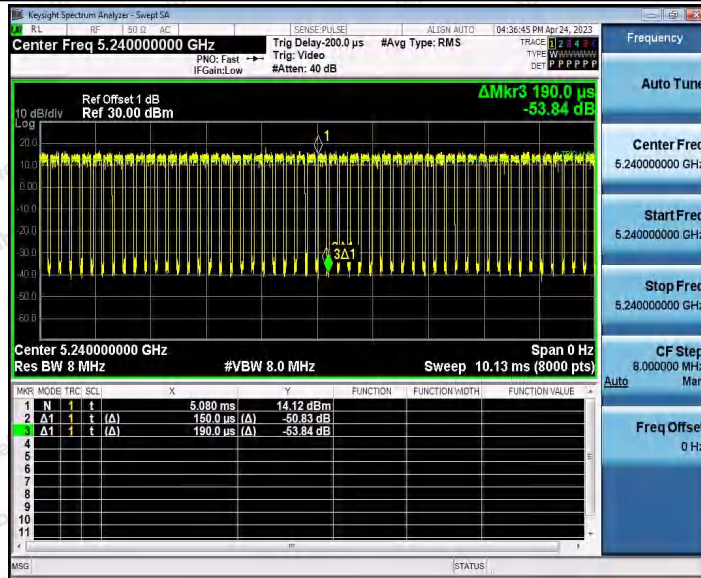 Keysight Spectrum Analyzer - Swept SA
RL RF 50 Ω AC SENSE:PULSE ALIGN AUTO 04:36:45 PM Apr 24, 2023
Center Freq 5.240000000 GHz
PNO: Fast
IFGain:Low
Trig Delay-200.0 µs
Trig: Video
#Atten: 40 dB
#Avg Type: RMS
TRACE 1 2 3 4 5 6
TYPE
DET P P P P P P
Frequency
Ref Offset 1 dB
10 dB/div Ref 30.00 dBm
Log
ΔMkr3 190.0 µs
-53.84 dB
20.0
10.0
0.00
-10.0
-20.0
-30.0
-40.0
-50.0
-60.0
1
3Δ1
Center 5.240000000 GHz Span 0 Hz
Res BW 8 MHz #VBW 8.0 MHz Sweep 10.13 ms (8000 pts)
MKR MODE TRC SCL X Y FUNCTION FUNCTION WIDTH FUNCTION VALUE
1 N 1 t 5.080 ms 14.12 dBm
2 Δ1 1 t (Δ) 150.0 µs (Δ) -50.83 dB
3 Δ1 1 t (Δ) 190.0 µs (Δ) -53.84 dB
4
5
6
7
8
9
10
11
Auto Tune
Center Freq
5.240000000 GHz
Start Freq
5.240000000 GHz
Stop Freq
5.240000000 GHz
CF Step
8.000000 MHz
Auto Man
Freq Offset
0 Hz
MSG STATUS